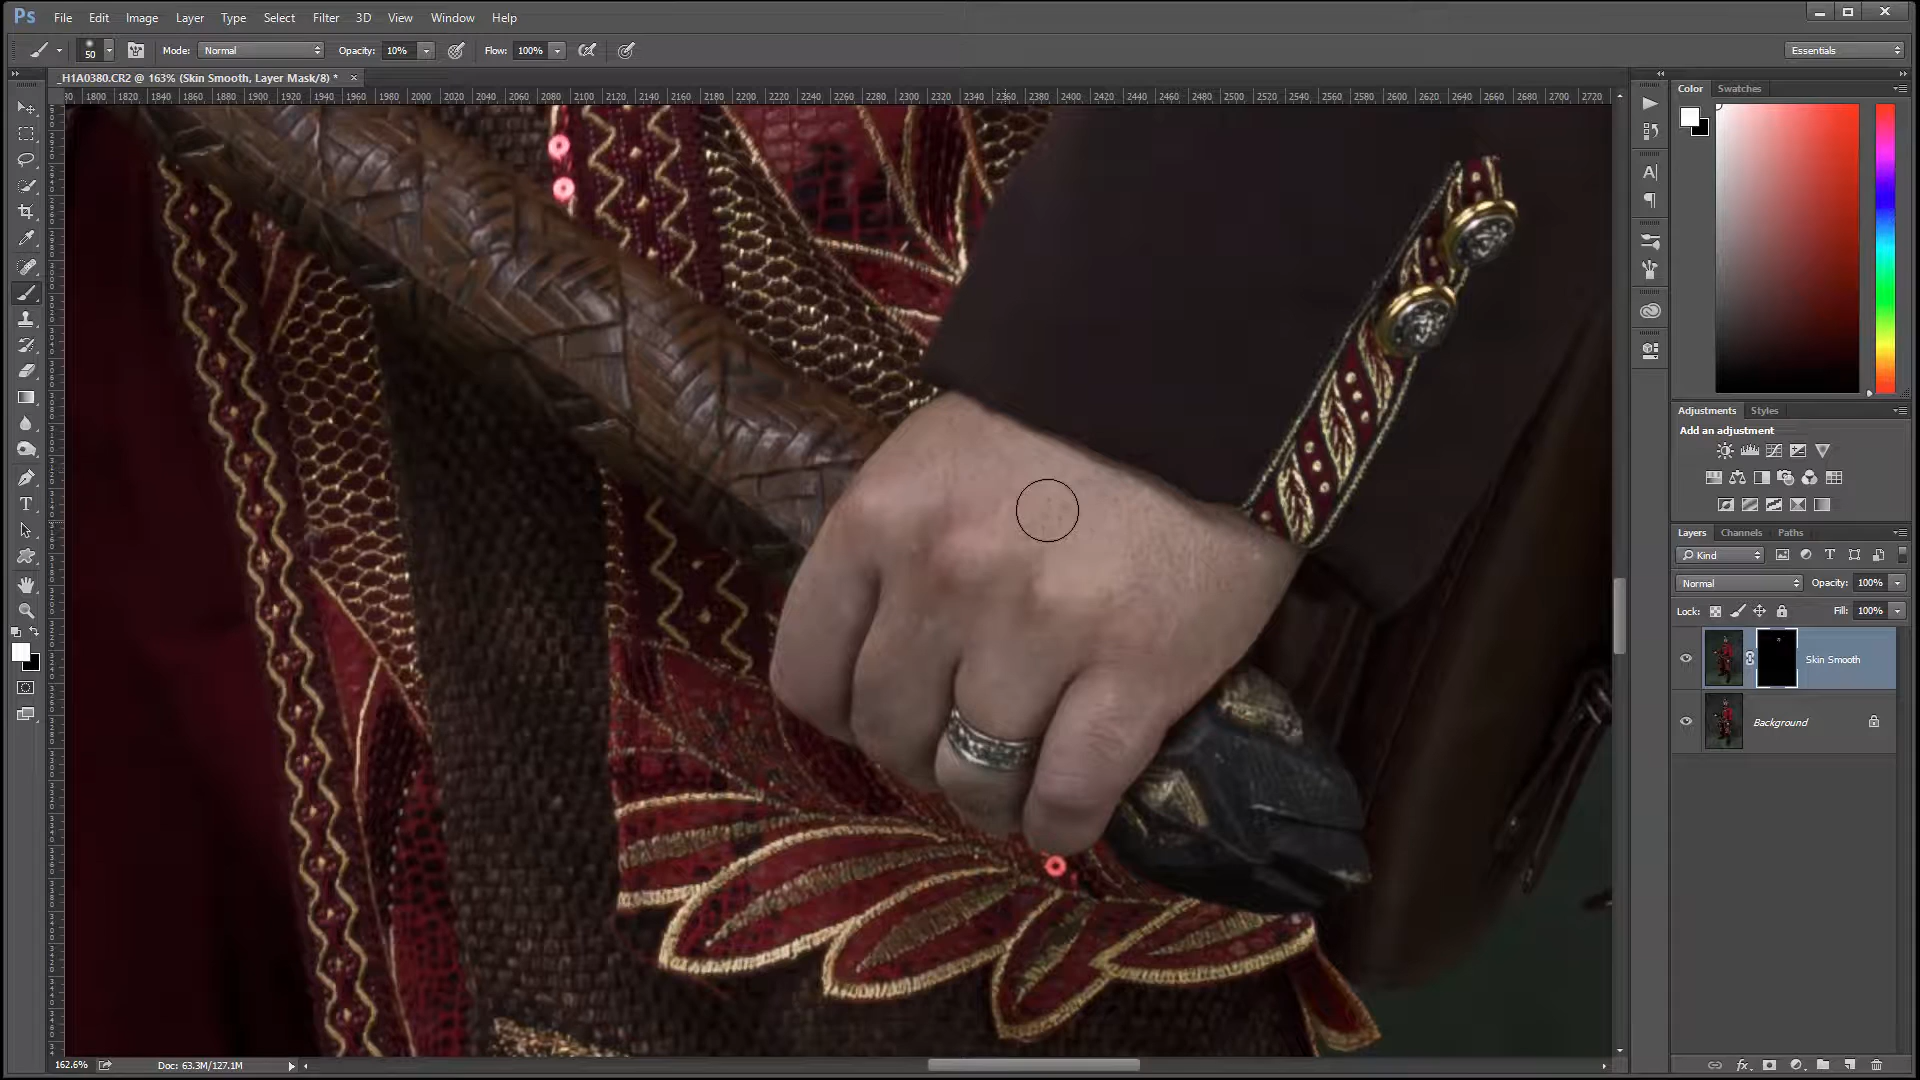 Ps File Edit Image Layer Type Select Filter 3D View Window Help
50 Mode: Normal Opacity: 10% Flow: 100% Essentials
_H1A0380.CR2 @ 163% (Skin Smooth, Layer Mask/8) * ×
1800 1820 1840 1860 1880 1900 1920 1940 1960 1980 2000 2020 2040 2060 2080 2100 2120 2140 2160 2180 2200 2220 2240 2260 2280 2300 2320 2340 2360 2380 2400 2420 2440 2460 2480 2500 2520 2540 2560 2580 2600 2620 2640 2660 2680 2700 2720
Color Swatches
Adjustments Styles
Add an adjustment
Layers Channels Paths
Kind
Normal Opacity: 100%
Lock: Fill: 100%
Skin Smooth
Background
162.6% Doc: 63.3M/127.1M